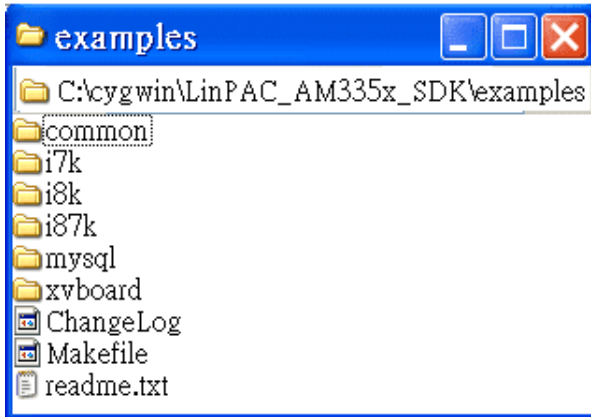 examples
C:\cygwin\LinPAC_AM335x_SDK\examples
common
i7k
i8k
i87k
mysql
xvboard
ChangeLog
Makefile
readme.txt